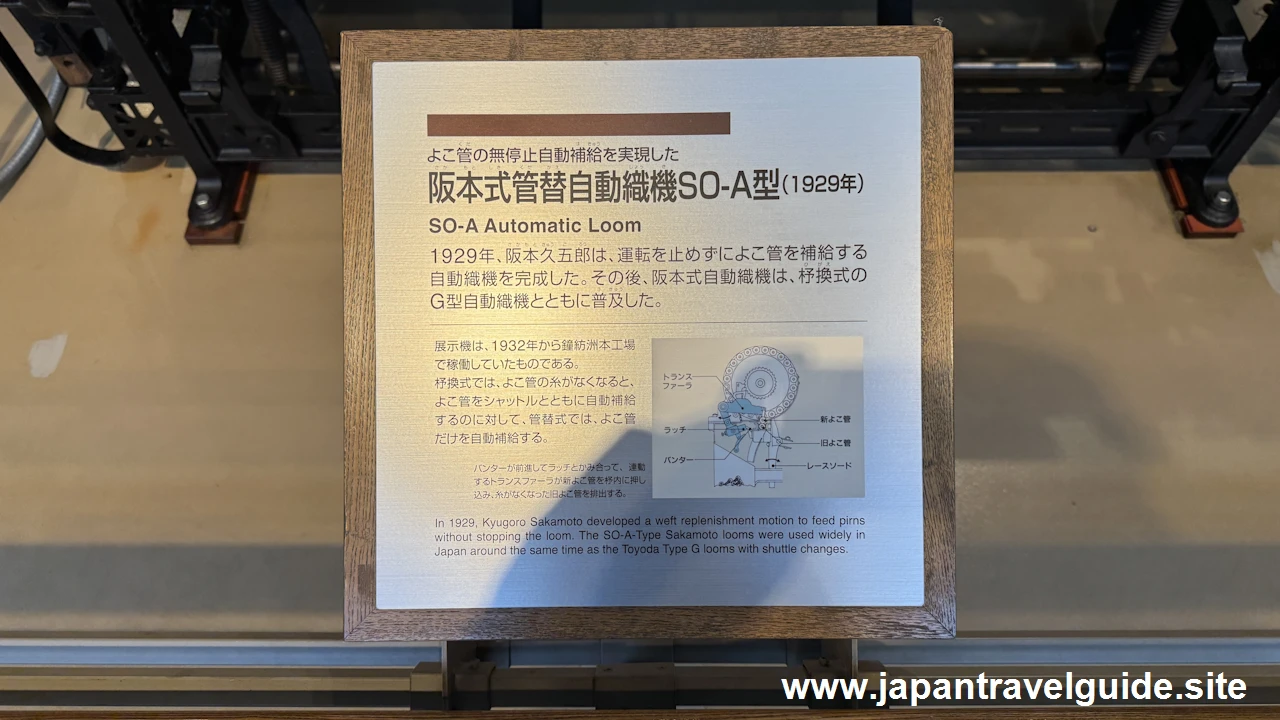 よこ管の無停止自動補給を実現した
阪本式管替自動織機SO-A型(1929年)
SO-A Automatic Loom
1929年、阪本久五郎は、運転を止めずによこ管を補給する
自動織機を完成した。その後、阪本式自動織機は、杼換式の
G型自動織機とともに普及した。
展示機は、1932年から鐘紡洲本工場
で稼働していたものである。
杼換式では、よこ管の糸がなくなると、
よこ管をシャットルとともに自動補給
するのに対して、管替式では、よこ管
だけを自動補給する。
トランス
ファーラ
ラッチ
バンター
新よこ管
旧よこ管
レースソード
バンターが前進してラッチとかみ合って、連動
するトランスファーラが新よこ管を杼内に押し
込み、糸がなくなった旧よこ管を排出する。
In 1929, Kyugoro Sakamoto developed a weft replenishment motion to feed pirns
without stopping the loom. The SO-A-Type Sakamoto looms were used widely in
Japan around the same time as the Toyoda Type G looms with shuttle changes.
www.japantravelguide.site